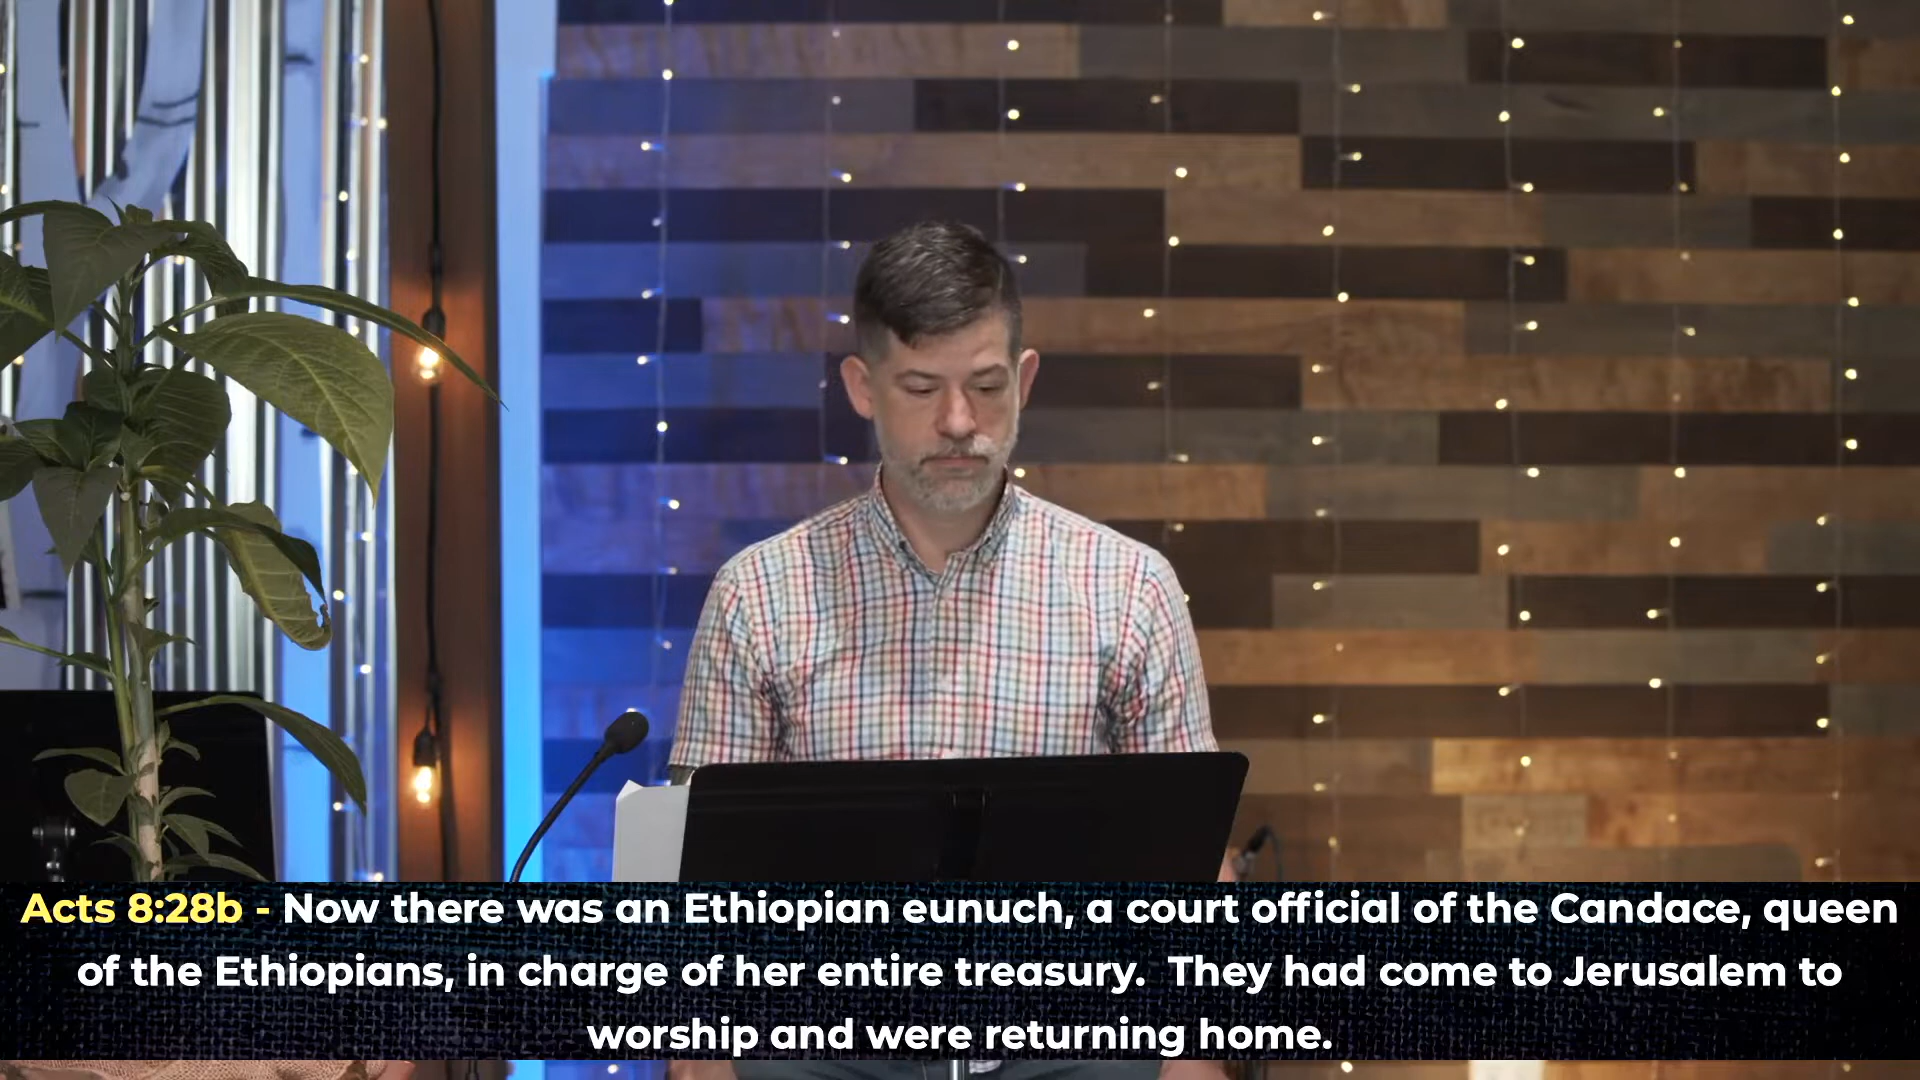 Acts 8:28b - Now there was an Ethiopian eunuch, a court official of the Candace, queen
of the Ethiopians, in charge of her entire treasury.  They had come to Jerusalem to
worship and were returning home.